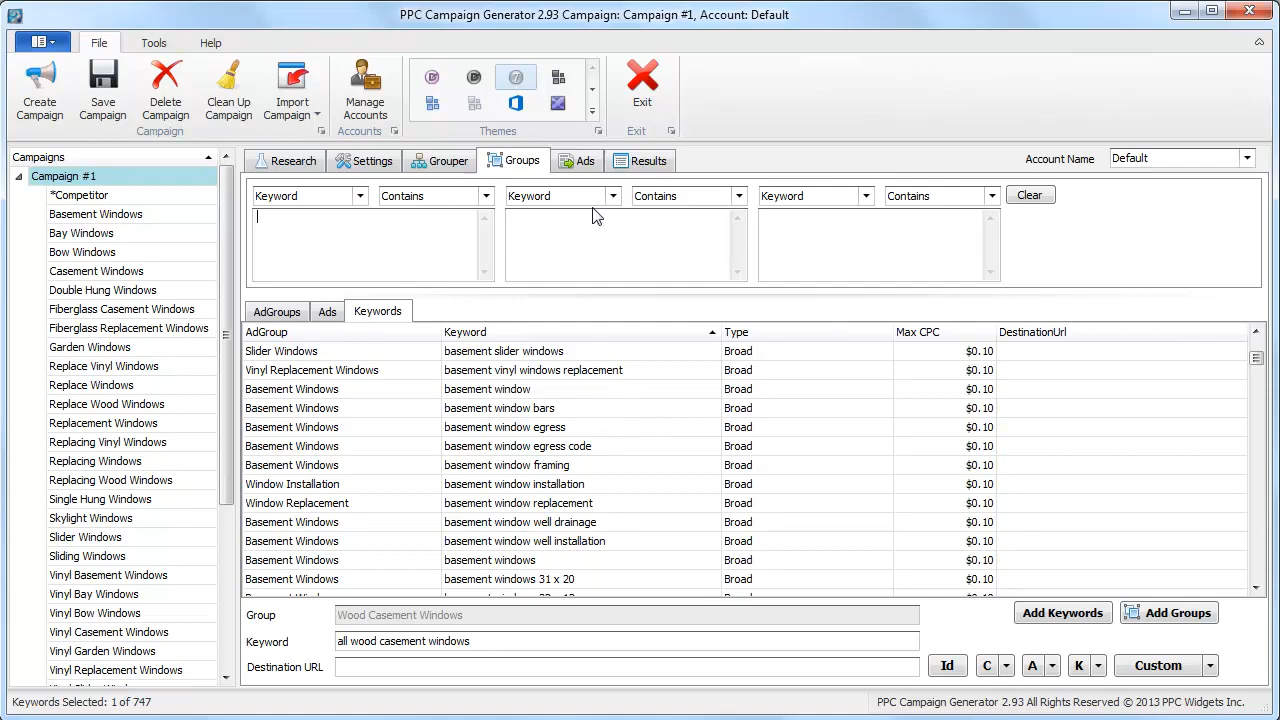 PPC Campaign Generator 2.93 Campaign: Campaign #1, Account: Default
File Tools Help
Create Campaign
Save Campaign
Delete Campaign
Clean Up Campaign
Import Campaign
Manage Accounts
Exit
Campaign Accounts Themes Exit
Campaigns
Campaign #1
*Competitor
Basement Windows
Bay Windows
Bow Windows
Casement Windows
Double Hung Windows
Fiberglass Casement Windows
Fiberglass Replacement Windows
Garden Windows
Replace Vinyl Windows
Replace Windows
Replace Wood Windows
Replacement Windows
Replacing Vinyl Windows
Replacing Windows
Replacing Wood Windows
Single Hung Windows
Skylight Windows
Slider Windows
Sliding Windows
Vinyl Basement Windows
Vinyl Bay Windows
Vinyl Bow Windows
Vinyl Casement Windows
Vinyl Garden Windows
Vinyl Replacement Windows
Research Settings Grouper Groups Ads Results
Account Name Default
Keyword Contains Keyword Contains Keyword Contains Clear
AdGroups Ads Keywords
AdGroup Keyword Type Max CPC DestinationUrl
Slider Windows basement slider windows Broad $0.10
Vinyl Replacement Windows basement vinyl windows replacement Broad $0.10
Basement Windows basement window Broad $0.10
Basement Windows basement window bars Broad $0.10
Basement Windows basement window egress Broad $0.10
Basement Windows basement window egress code Broad $0.10
Basement Windows basement window framing Broad $0.10
Window Installation basement window installation Broad $0.10
Window Replacement basement window replacement Broad $0.10
Basement Windows basement window well drainage Broad $0.10
Basement Windows basement window well installation Broad $0.10
Basement Windows basement windows Broad $0.10
Basement Windows basement windows 31 x 20 Broad $0.10
Group Wood Casement Windows Add Keywords Add Groups
Keyword all wood casement windows
Destination URL Id C A K Custom
Keywords Selected: 1 of 747
PPC Campaign Generator 2.93 All Rights Reserved © 2013 PPC Widgets Inc.